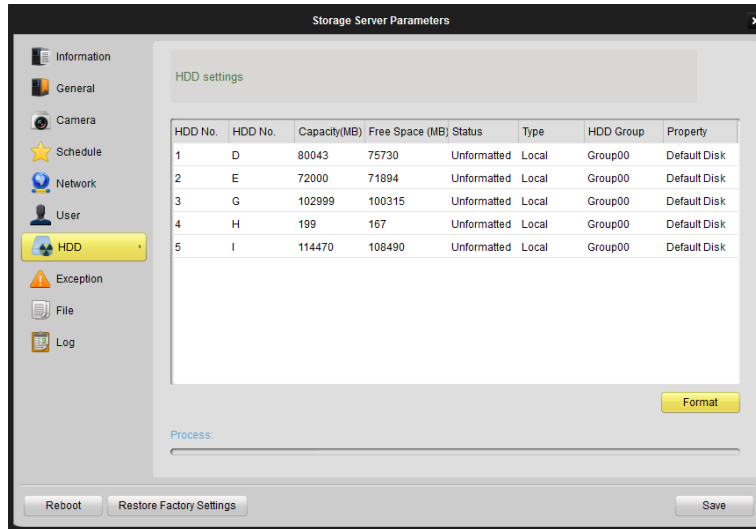 Storage Server Parameters
Information
General
Camera
Schedule
Network
User
HDD
Exception
File
Log
HDD settings
HDD No. HDD No. Capacity(MB) Free Space (MB) Status Type HDD Group Property
1 D 80043 75730 Unformatted Local Group00 Default Disk
2 E 72000 71894 Unformatted Local Group00 Default Disk
3 G 102999 100315 Unformatted Local Group00 Default Disk
4 H 199 167 Unformatted Local Group00 Default Disk
5 I 114470 108490 Unformatted Local Group00 Default Disk
Format
Process:
Reboot Restore Factory Settings Save